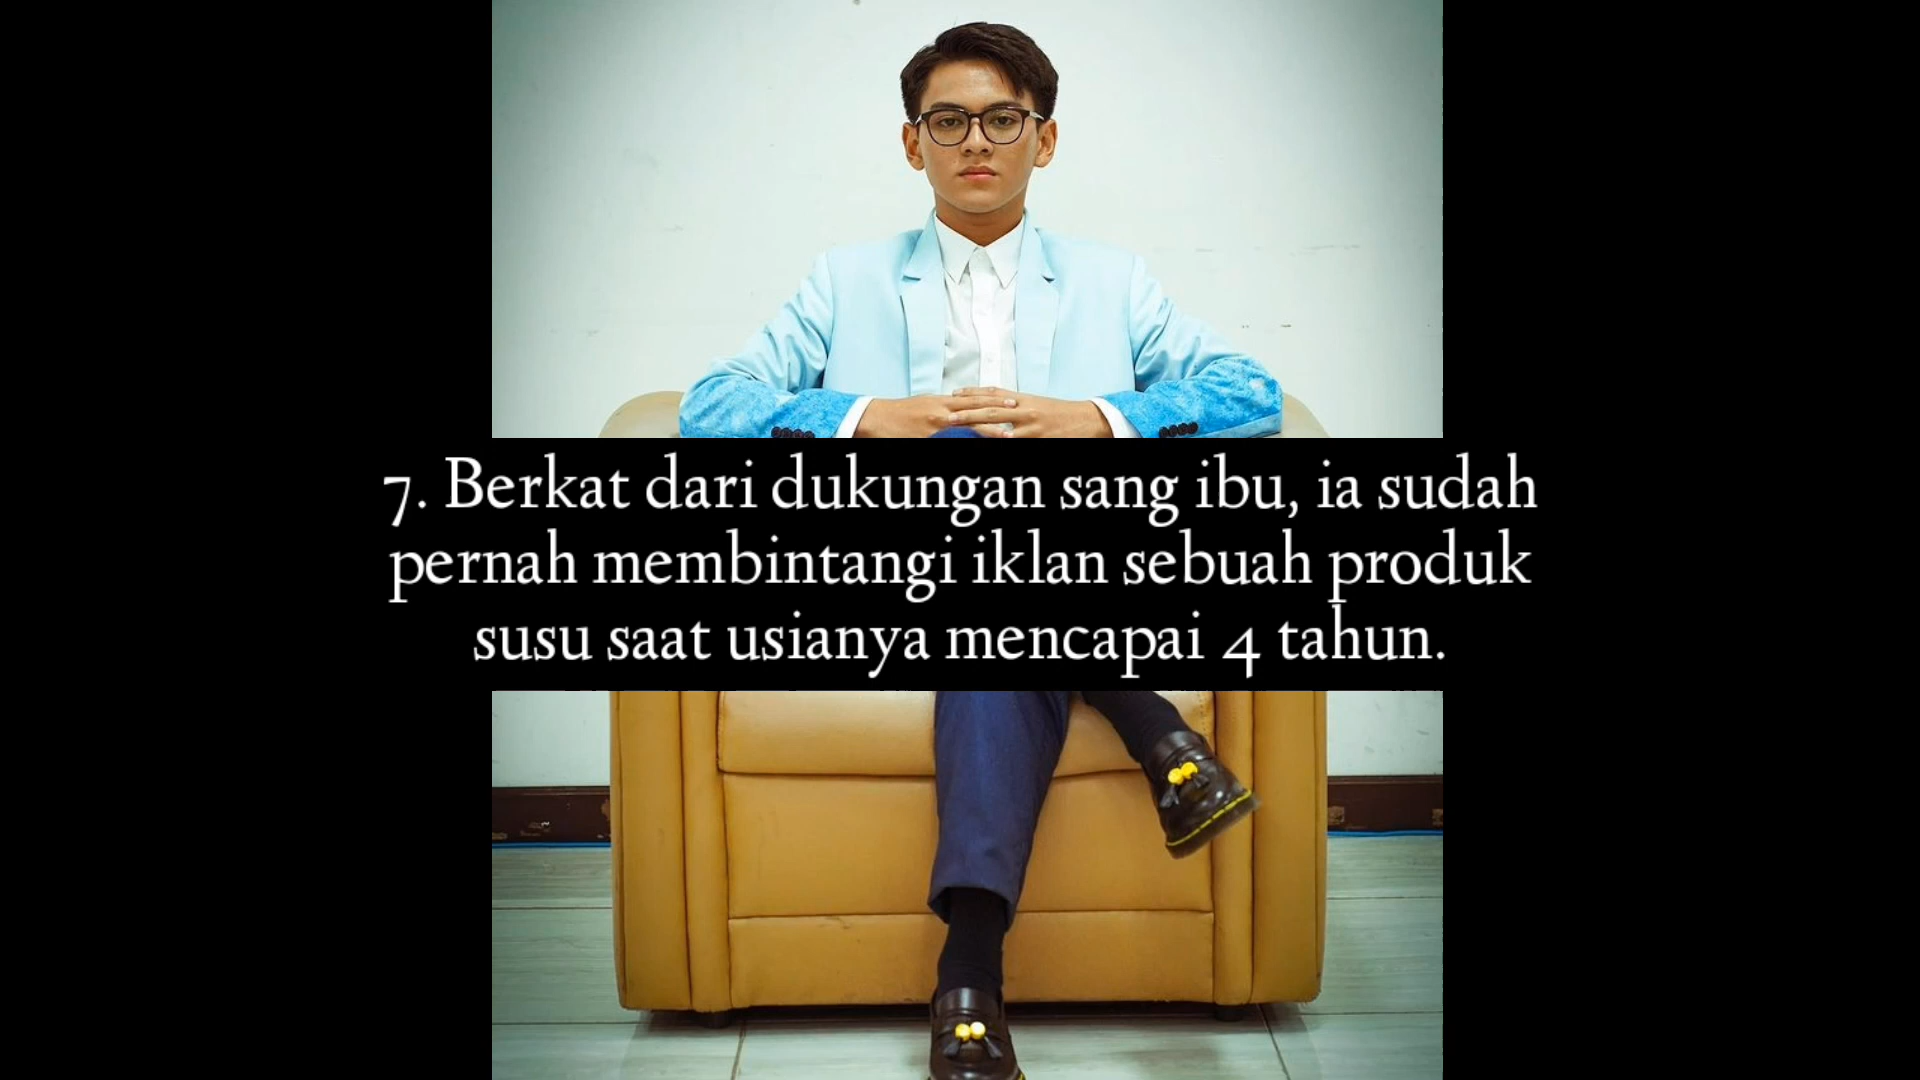 7. Berkat dari dukungan sang ibu, ia sudah
pernah membintangi iklan sebuah produk
susu saat usianya mencapai 4 tahun.